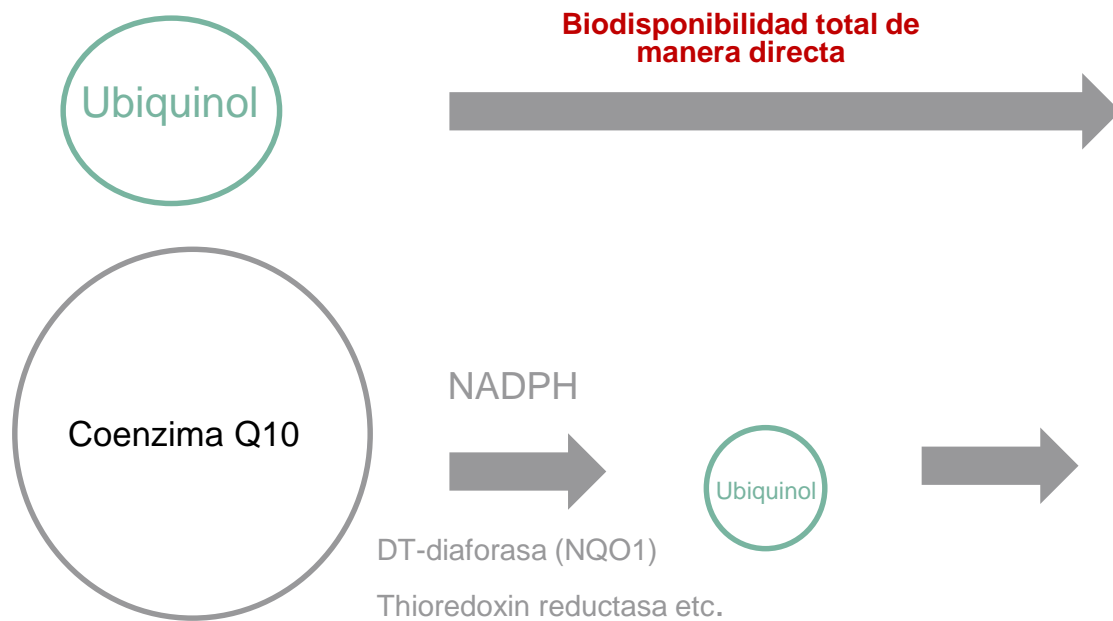 Biodisponibilidad total de
manera directa
Ubiquinol
NADPH
Coenzima Q10
Ubiquinol
DT-diaforasa (NQO1)
Thioredoxin reductasa etc.